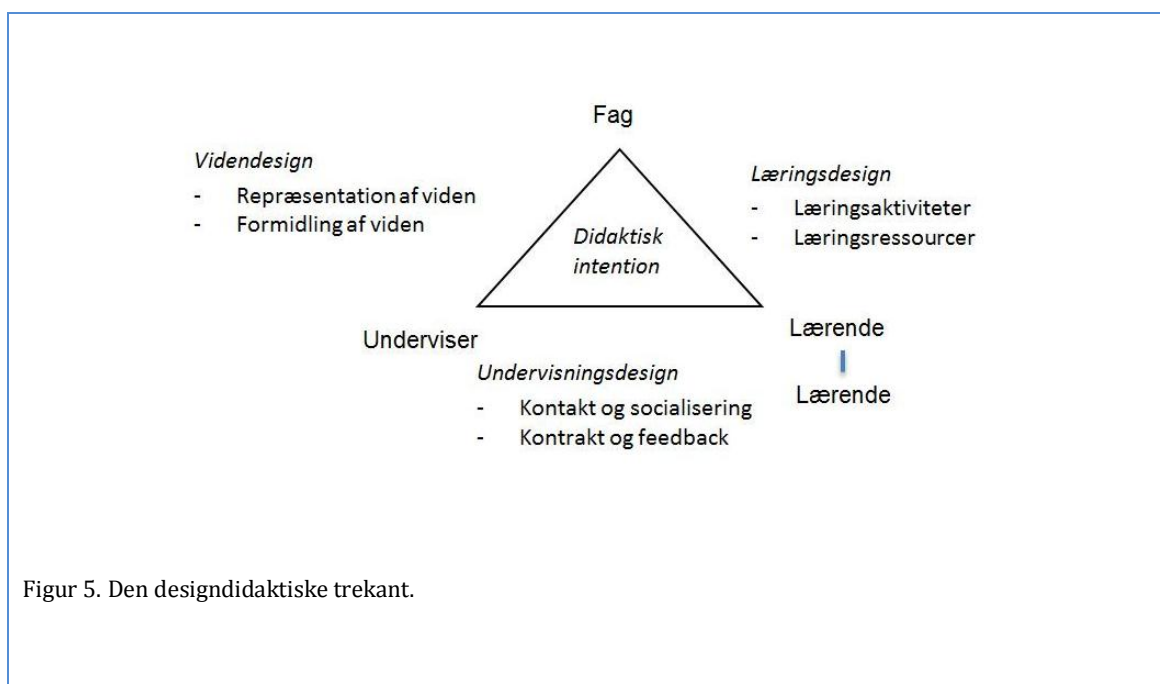 Fag
Videndesign
- Repræsentation af viden
- Formidling af viden
Læringsdesign
- Læringsaktiviteter
- Læringsressourcer
Didaktisk
intention
Underviser
Lærende
Lærende
Undervisningsdesign
- Kontakt og socialisering
- Kontrakt og feedback
Figur 5. Den designdidaktiske trekant.